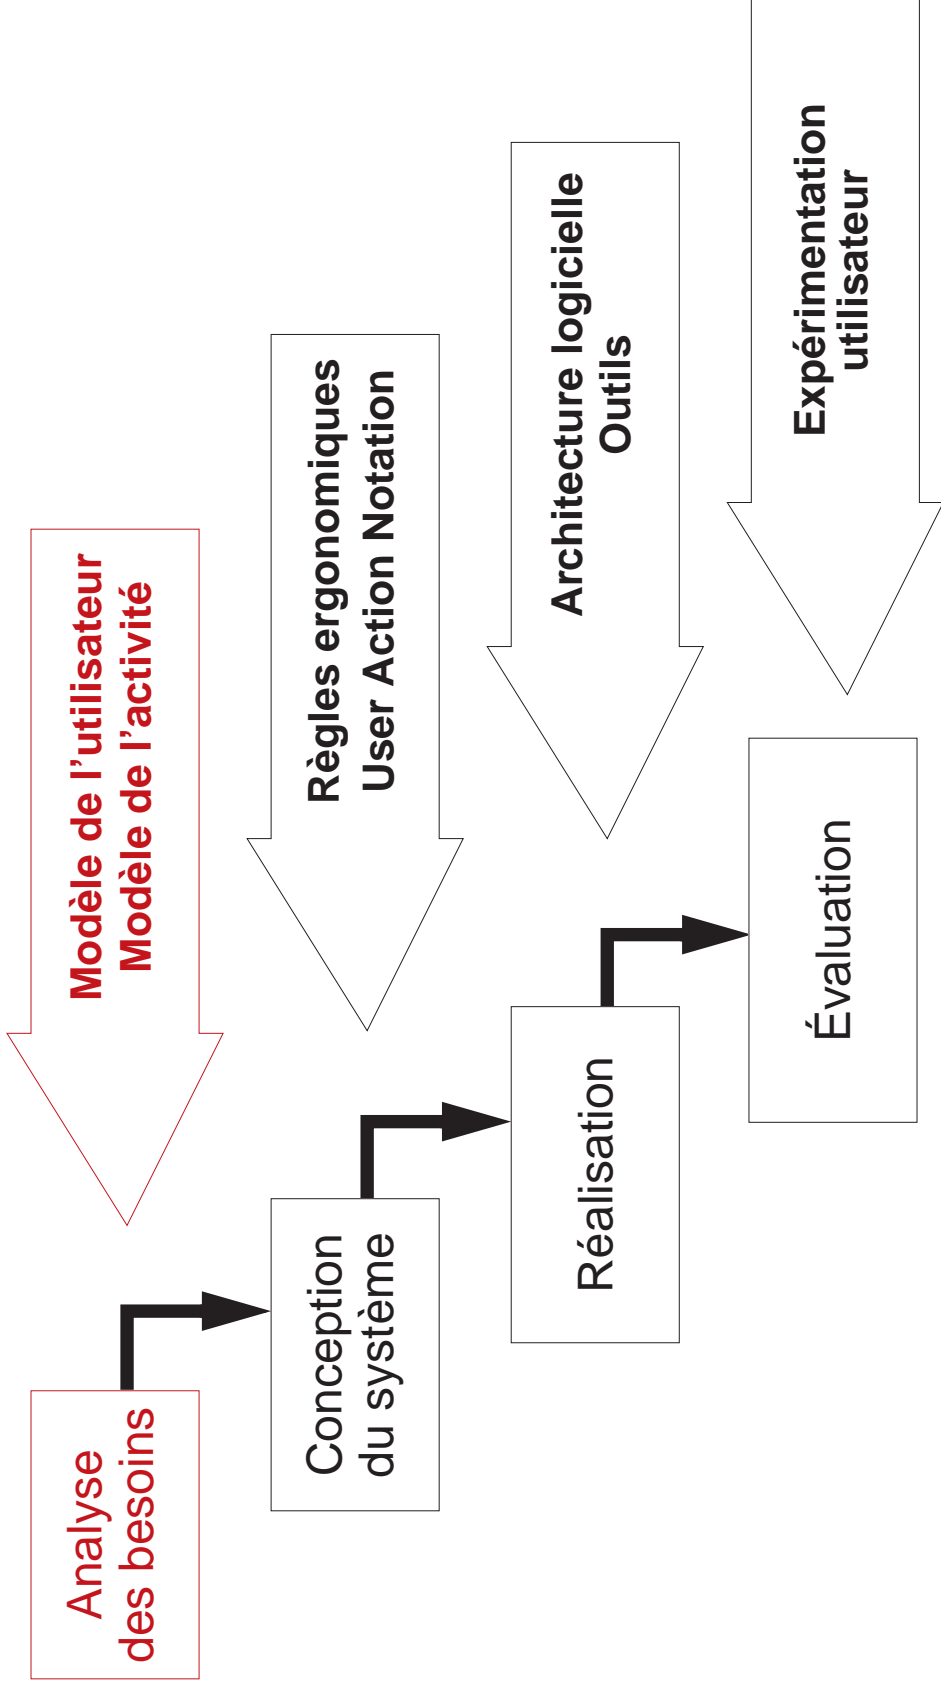 Analyse
des besoins
Modèle de l'utilisateur
Modèle de l'activité
Conception
du système
Règles ergonomiques
User Action Notation
Réalisation
Architecture logicielle
Outils
Évaluation
Expérimentation
utilisateur